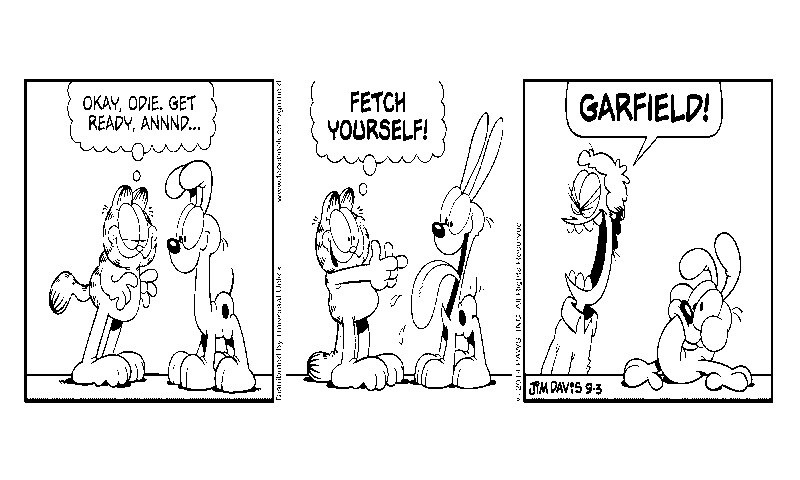 OKAY, ODIE. GET
READY, ANNND...
FETCH
YOURSELF!
GARFIELD!
JIM DAVIS 9-3